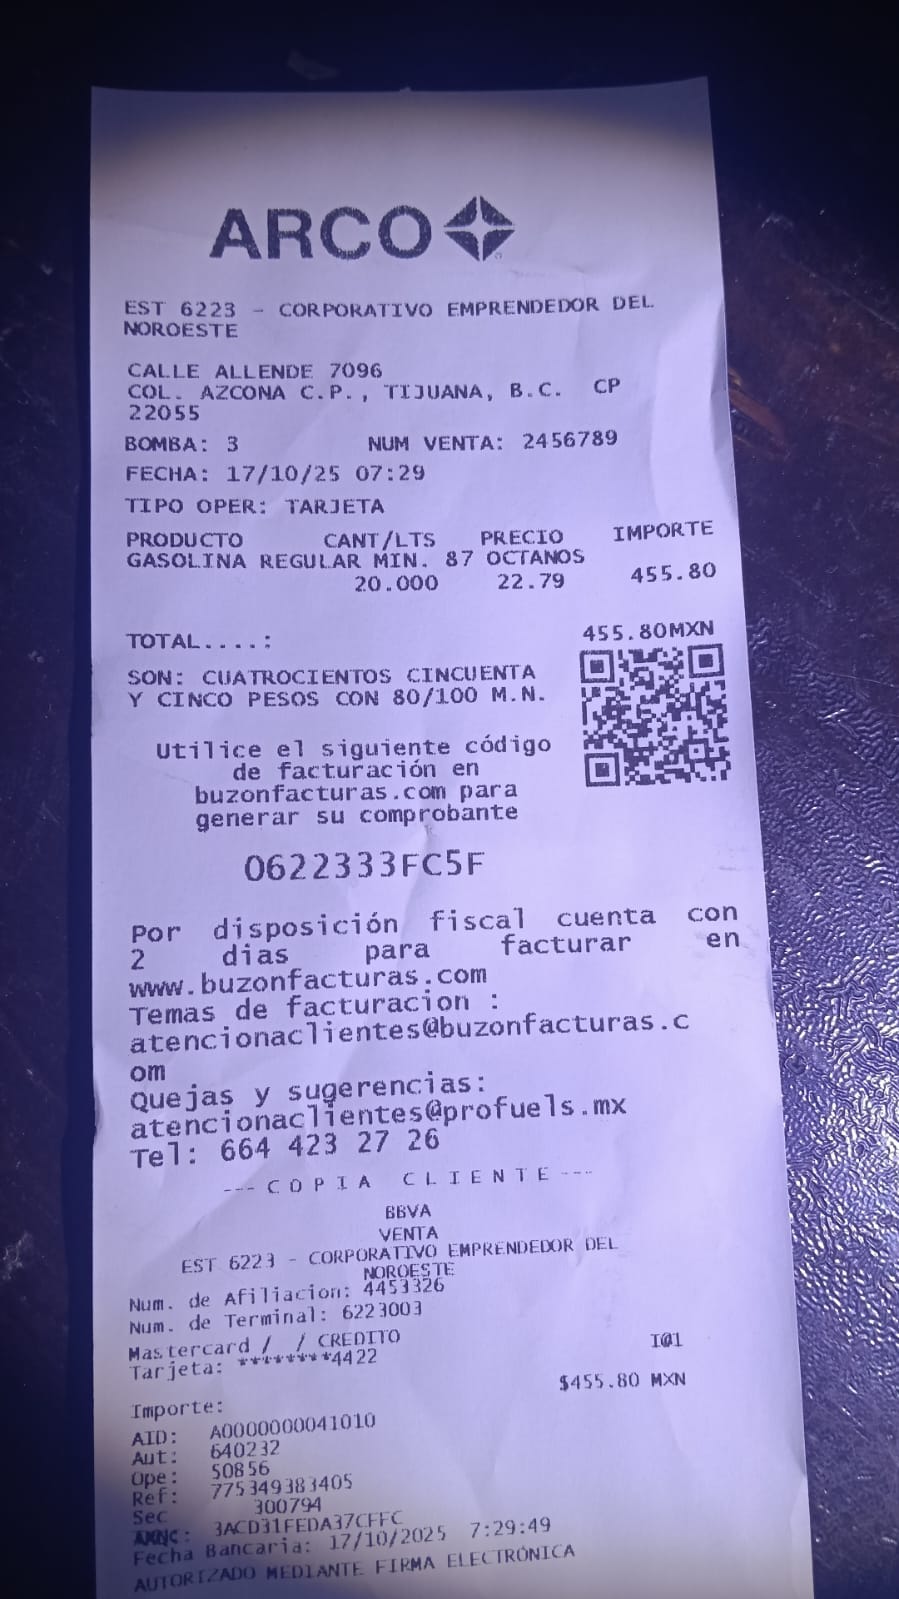 ARCO
EST 6223 - CORPORATIVO EMPRENDEDOR DEL
NOROESTE
CALLE ALLENDE 7096
COL. AZCONA C.P., TIJUANA, B.C. CP
22055
BOMBA: 3 NUM VENTA: 2456789
FECHA: 17/10/25 07:29
TIPO OPER: TARJETA
PRODUCTO CANT/LTS PRECIO IMPORTE
GASOLINA REGULAR MIN. 87 OCTANOS
20.000 22.79 455.80
TOTAL....: 455.80MXN
SON: CUATROCIENTOS CINCUENTA
Y CINCO PESOS CON 80/100 M.N.
Utilice el siguiente código
de facturación en
buzonfacturas.com para
generar su comprobante
0622333FC5F
Por disposición fiscal cuenta con
2 dias para facturar en
www.buzonfacturas.com
Temas de facturacion :
atencionaclientes@buzonfacturas.c
om
Quejas y sugerencias:
atencionaclientes@profuels.mx
Tel: 664 423 27 26
--- C O P I A C L I E N T E ---
BBVA
VENTA
EST 6223 - CORPORATIVO EMPRENDEDOR DEL
NOROESTE
Num. de Afiliacion: 4453326
Num. de Terminal: 6223003
Mastercard / / CREDITO
Tarjeta: ********4422 I@1
Importe: $455.80 MXN
AID: A0000000041010
Aut: 640232
Ope: 50856
Ref: 775349383405
Sec 300794
3ACD31FEDA37CFFC
Fecha Bancaria: 17/10/2025 7:29:49
AUTORIZADO MEDIANTE FIRMA ELECTRÓNICA